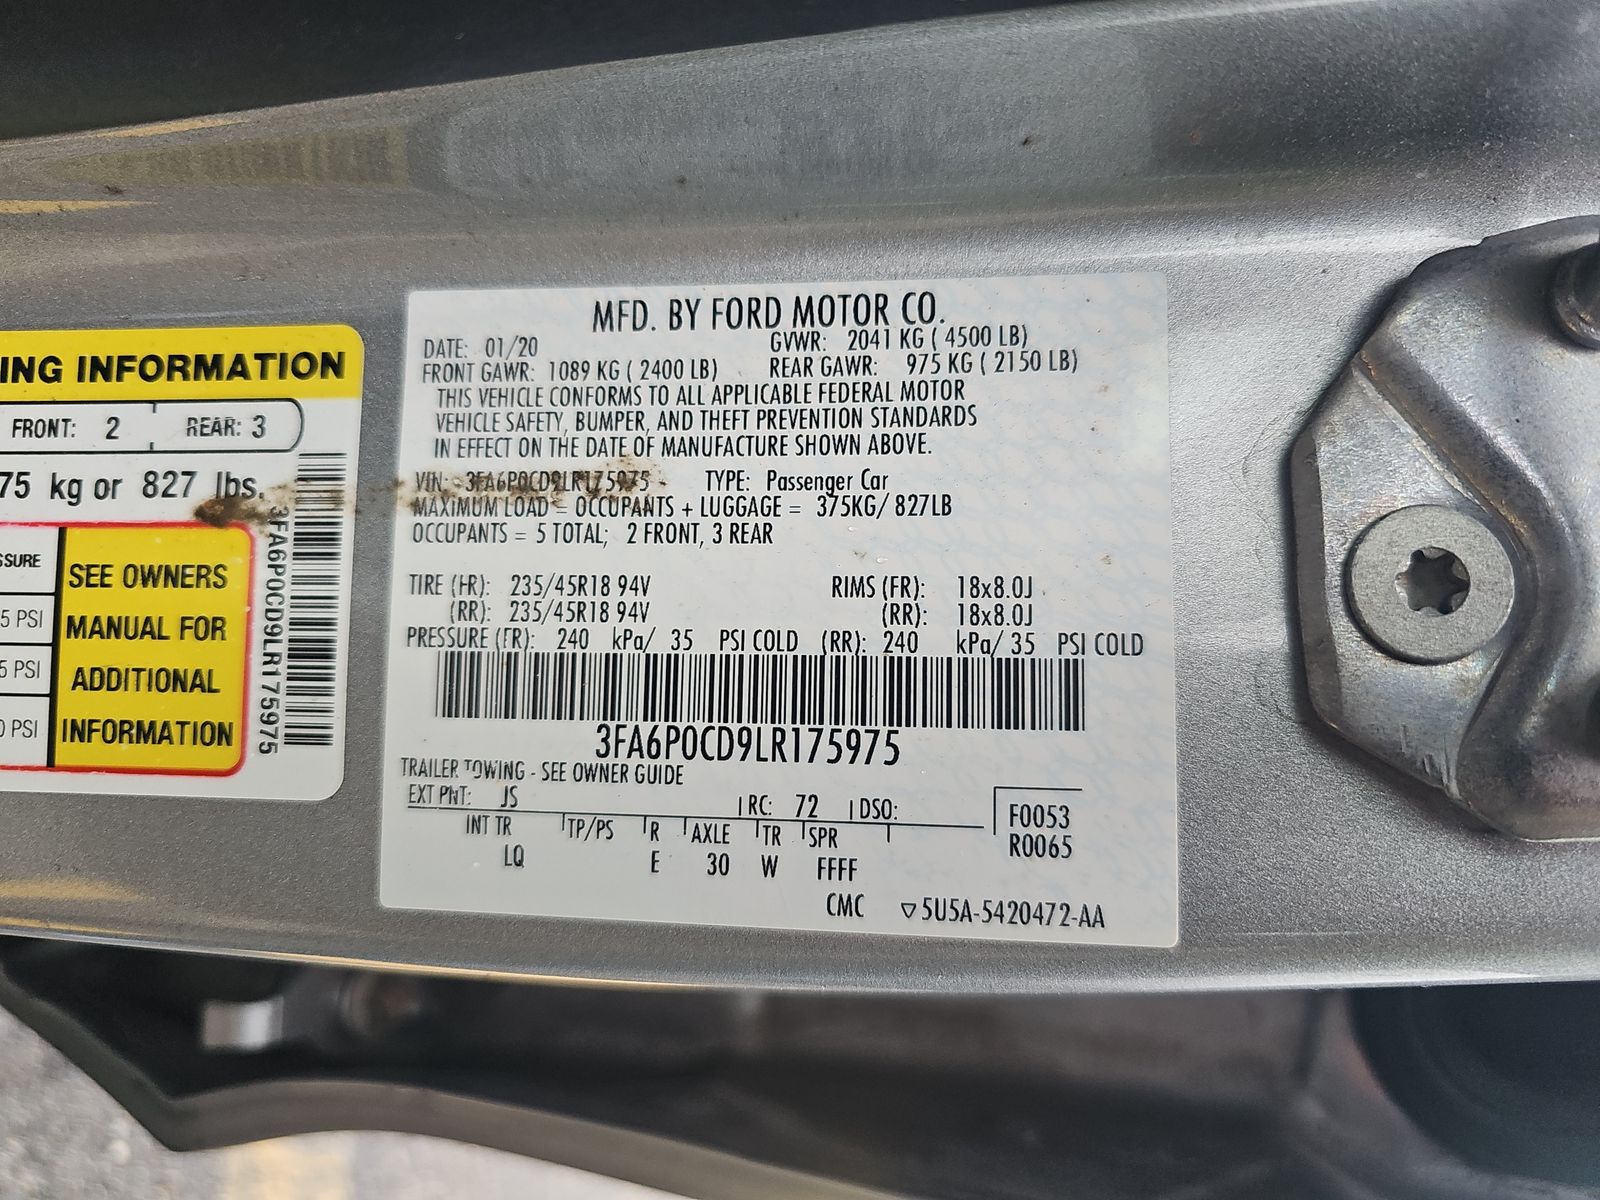 ING INFORMATION
FRONT: 2 REAR: 3
75 kg or 827 lbs.
SSURE
5 PSI
5 PSI
0 PSI
SEE OWNERS
MANUAL FOR
ADDITIONAL
INFORMATION
3FA6P0CD9LR175975
MFD. BY FORD MOTOR CO.
DATE: 01/20 GVWR: 2041 KG ( 4500 LB)
FRONT GAWR: 1089 KG ( 2400 LB) REAR GAWR: 975 KG ( 2150 LB)
THIS VEHICLE CONFORMS TO ALL APPLICABLE FEDERAL MOTOR
VEHICLE SAFETY, BUMPER, AND THEFT PREVENTION STANDARDS
IN EFFECT ON THE DATE OF MANUFACTURE SHOWN ABOVE.
VIN: 3FA6P0CD9LR175975 TYPE: Passenger Car
MAXIMUM LOAD = OCCUPANTS + LUGGAGE = 375KG/ 827LB
OCCUPANTS = 5 TOTAL; 2 FRONT, 3 REAR
TIRE (FR): 235/45R18 94V RIMS (FR): 18x8.0J
(RR): 235/45R18 94V (RR): 18x8.0J
PRESSURE (FR): 240 kPa/ 35 PSI COLD (RR): 240 kPa/ 35 PSI COLD
3FA6P0CD9LR175975
TRAILER TOWING - SEE OWNER GUIDE
EXT PNT: JS RC: 72 DSO:
F0053
R0065
INT TR TP/PS R AXLE TR SPR
LQ E 30 W FFFF
CMC ▽5U5A-5420472-AA